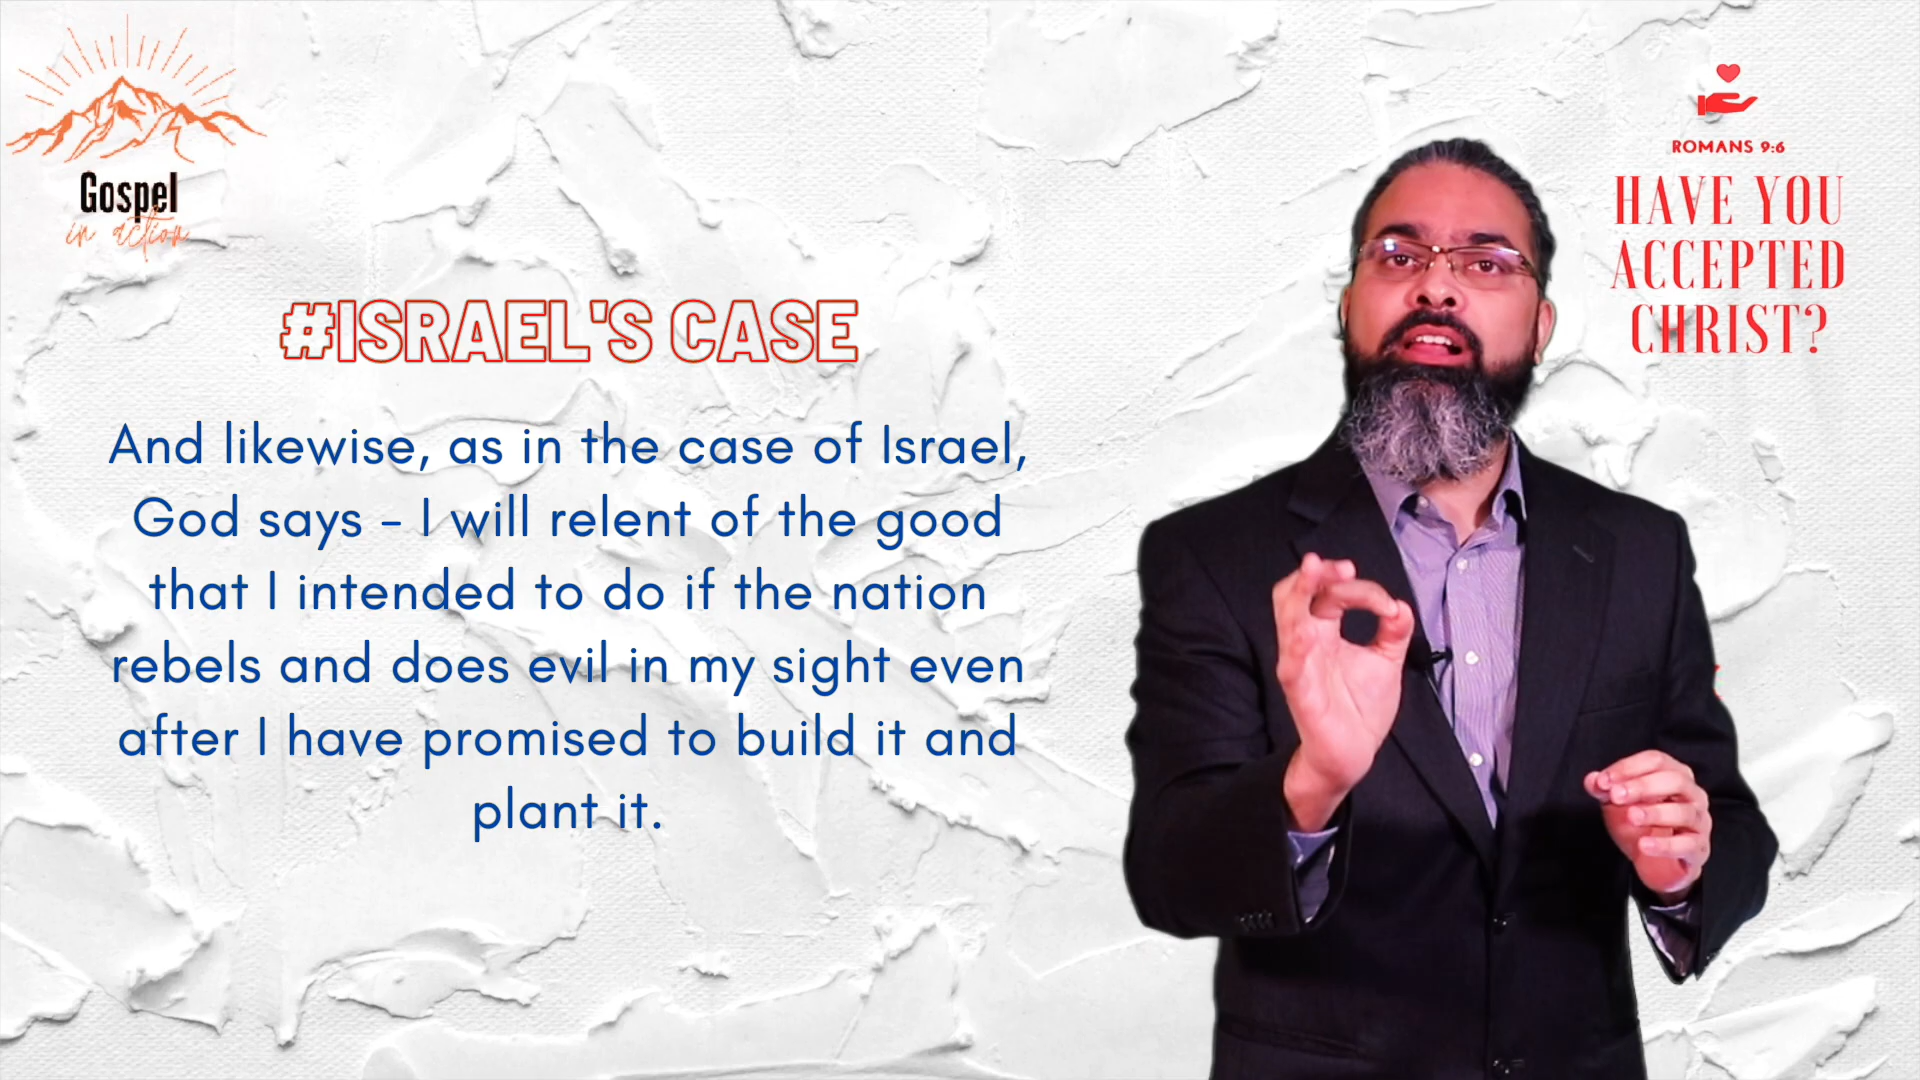 Gospel
in action
ROMANS 9:6
HAVE YOU
ACCEPTED
CHRIST?
#ISRAEL'S CASE
And likewise, as in the case of Israel,
God says - I will relent of the good
that I intended to do if the nation
rebels and does evil in my sight even
after I have promised to build it and
plant it.